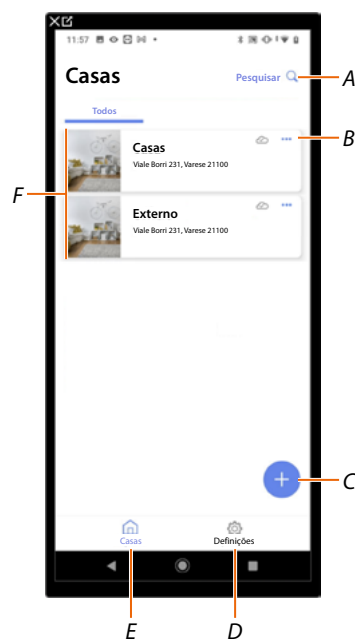 11:57
Casas
Pesquisar
A
Todos
B
Casas
Viale Borri 231, Varese 21100
F
Externo
Viale Borri 231, Varese 21100
C
Casas
Definições
E
D